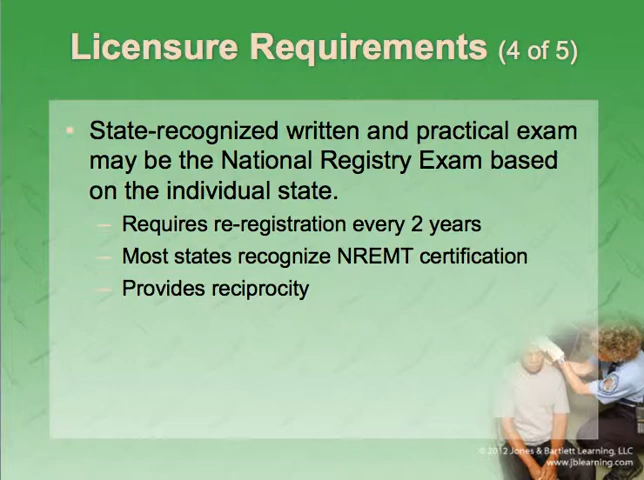 Licensure Requirements (4 of 5)
• State-recognized written and practical exam
may be the National Registry Exam based
on the individual state.
– Requires re-registration every 2 years
– Most states recognize NREMT certification
– Provides reciprocity
© 2012 Jones & Bartlett Learning, LLC
www.jblearning.com